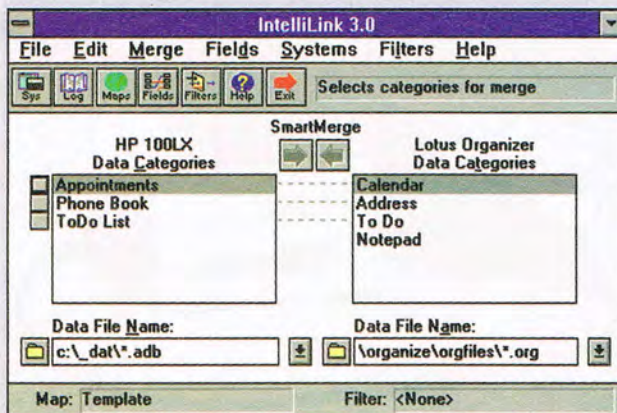 IntelliLink 3.0
File Edit Merge Fields Systems Filters Help
Sys Log Maps Fields Filters Help Exit Selects categories for merge
SmartMerge
HP 100LX
Data Categories
Lotus Organizer
Data Categories
Appointments
Phone Book
ToDo List
Calendar
Address
To Do
Notepad
Data File Name:
c:\_dat\*.adb
Data File Name:
\organize\orgfiles\*.org
Map: Template Filter: <None>